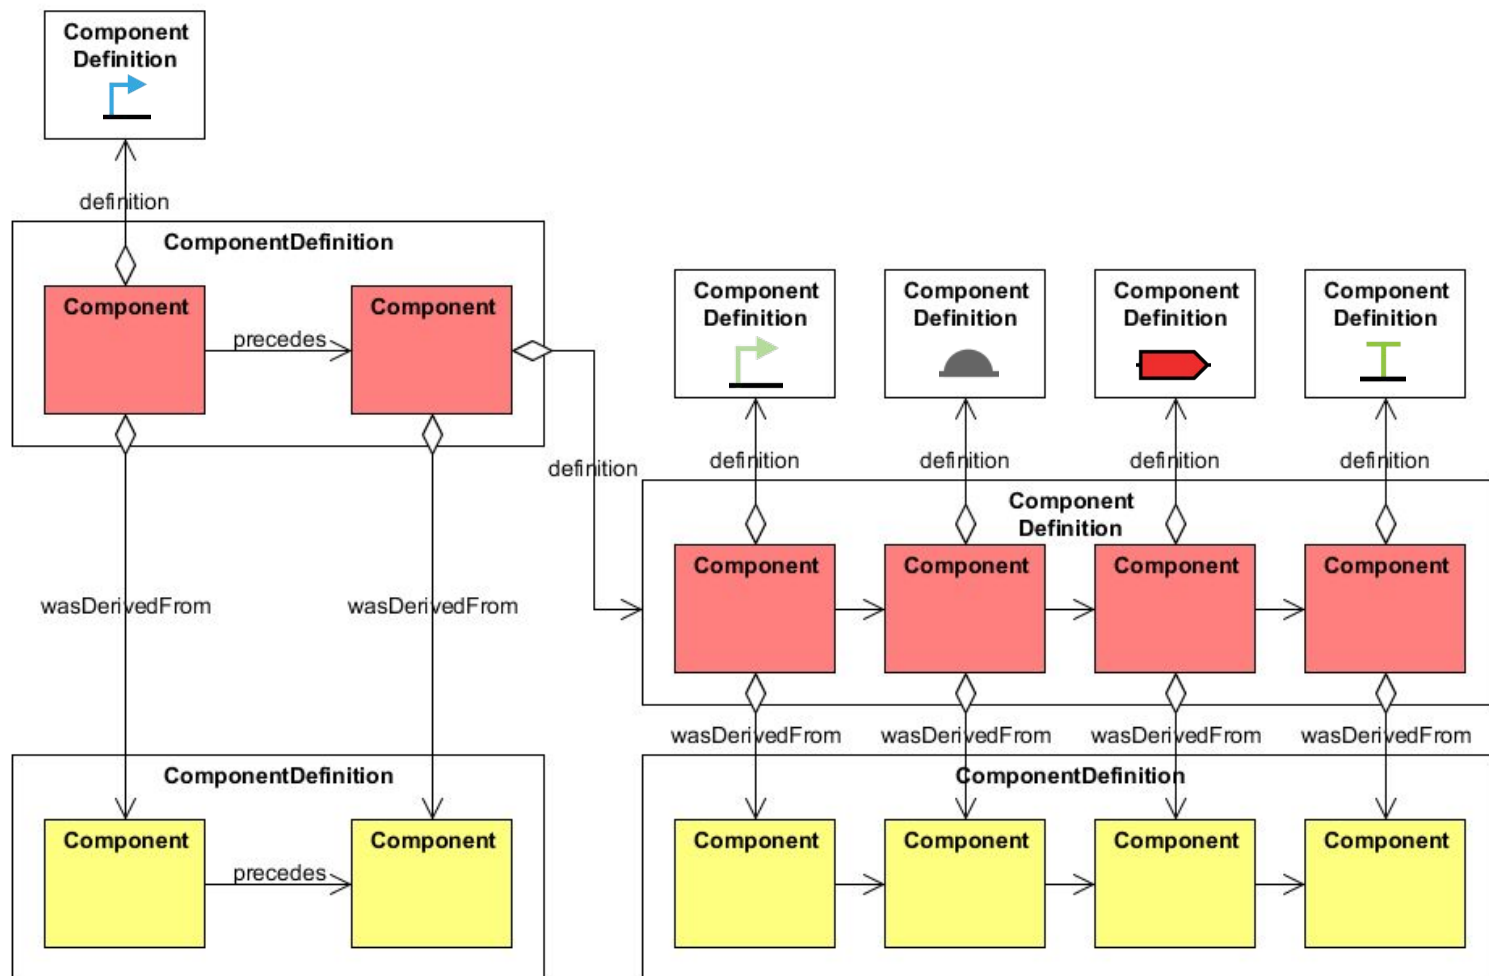 Component
Definition
definition
ComponentDefinition
Component
Component
precedes
Component
Definition
Component
Definition
Component
Definition
Component
Definition
definition
definition
definition
definition
definition
Component
Definition
Component
Component
Component
Component
wasDerivedFrom
wasDerivedFrom
wasDerivedFrom
wasDerivedFrom
wasDerivedFrom
wasDerivedFrom
ComponentDefinition
Component
Component
precedes
ComponentDefinition
Component
Component
Component
Component